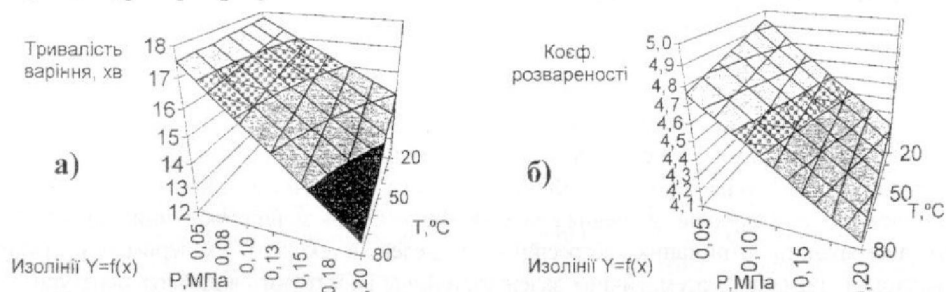 Тривалість
варіння, хв
18
17
16
15
14
13
12
а)
0,05
0,08
0,10
0,13
0,15
0,18
0,20
20
50
80
T,ºC
P,МПа
Изолінії Y=f(x)
Коєф.
розвареності
5,0
4,9
4,8
4,7
4,6
4,5
4,4
4,3
4,2
4,1
б)
0,05
0,10
0,15
0,20
20
50
80
T,ºC
P,МПа
Изолінії Y=f(x)